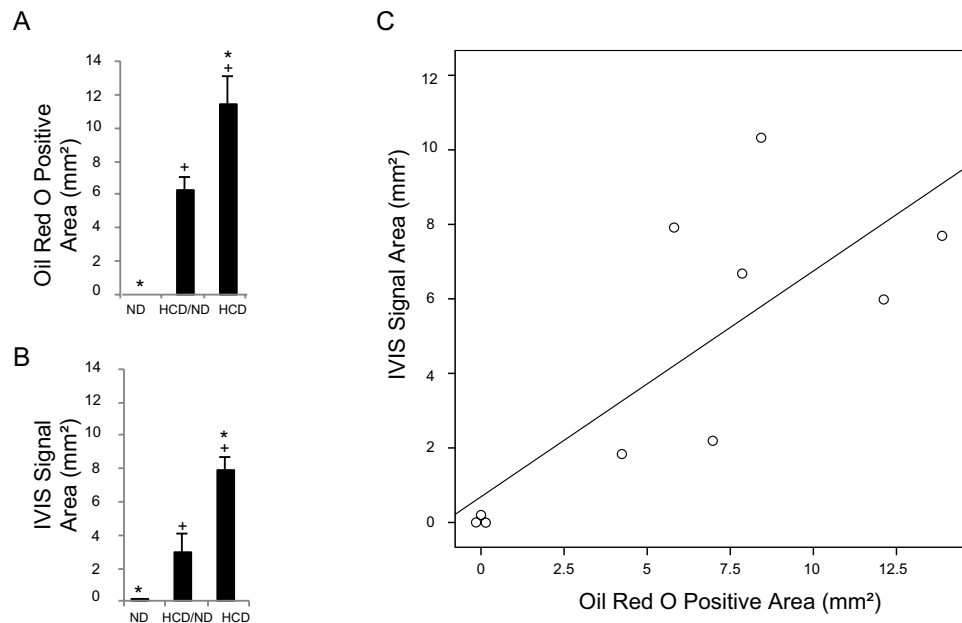 A
Oil Red O Positive
Area (mm²)
14
12
10
8
6
4
2
0
*
+
*
+
ND
HCD/ND
HCD
B
IVIS Signal
Area (mm²)
14
12
10
8
6
4
2
0
*
+
*
+
ND
HCD/ND
HCD
C
IVIS Signal Area (mm²)
12
10
8
6
4
2
0
0
2.5
5
7.5
10
12.5
Oil Red O Positive Area (mm²)